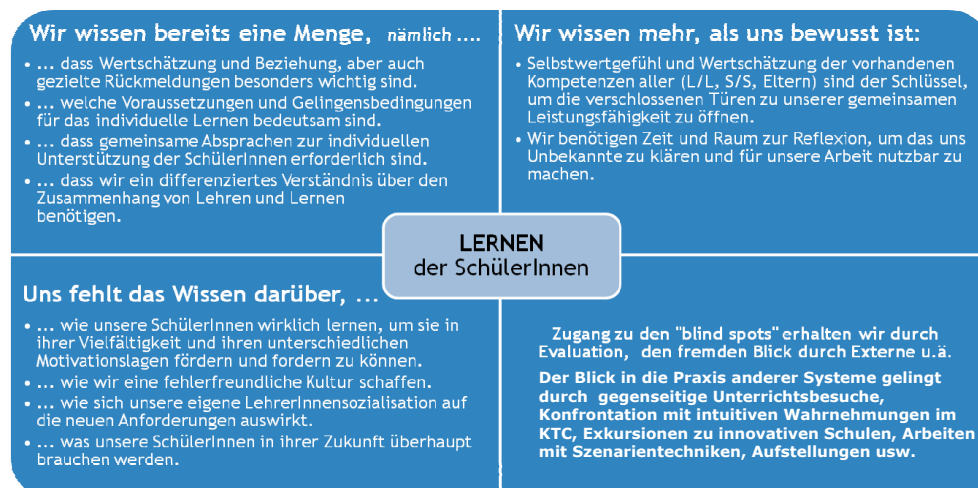 Wir wissen bereits eine Menge, nämlich ....
• ... dass Wertschätzung und Beziehung, aber auch
gezielte Rückmeldungen besonders wichtig sind.
• ... welche Voraussetzungen und Gelingensbedingungen
für das individuelle Lernen bedeutsam sind.
• ... dass gemeinsame Absprachen zur individuellen
Unterstützung der SchülerInnen erforderlich sind.
• ... dass wir ein differenziertes Verständnis über den
Zusammenhang von Lehren und Lernen
benötigen.
Wir wissen mehr, als uns bewusst ist:
• Selbstwertgefühl und Wertschätzung der vorhandenen
Kompetenzen aller (L/L, S/S, Eltern) sind der Schlüssel,
um die verschlossenen Türen zu unserer gemeinsamen
Leistungsfähigkeit zu öffnen.
• Wir benötigen Zeit und Raum zur Reflexion, um das uns
Unbekannte zu klären und für unsere Arbeit nutzbar zu
machen.
LERNEN
der SchülerInnen
Uns fehlt das Wissen darüber, ...
• ... wie unsere SchülerInnen wirklich lernen, um sie in
ihrer Vielfältigkeit und ihren unterschiedlichen
Motivationslagen fördern und fordern zu können.
• ... wie wir eine fehlerfreundliche Kultur schaffen.
• ... wie sich unsere eigene LehrerInnensozialisation auf
die neuen Anforderungen auswirkt.
• ... was unsere SchülerInnen in ihrer Zukunft überhaupt
brauchen werden.
Zugang zu den "blind spots" erhalten wir durch
Evaluation, den fremden Blick durch Externe u.ä.
Der Blick in die Praxis anderer Systeme gelingt
durch gegenseitige Unterrichtsbesuche,
Konfrontation mit intuitiven Wahrnehmungen im
KTC, Exkursionen zu innovativen Schulen, Arbeiten
mit Szenarientechniken, Aufstellungen usw.